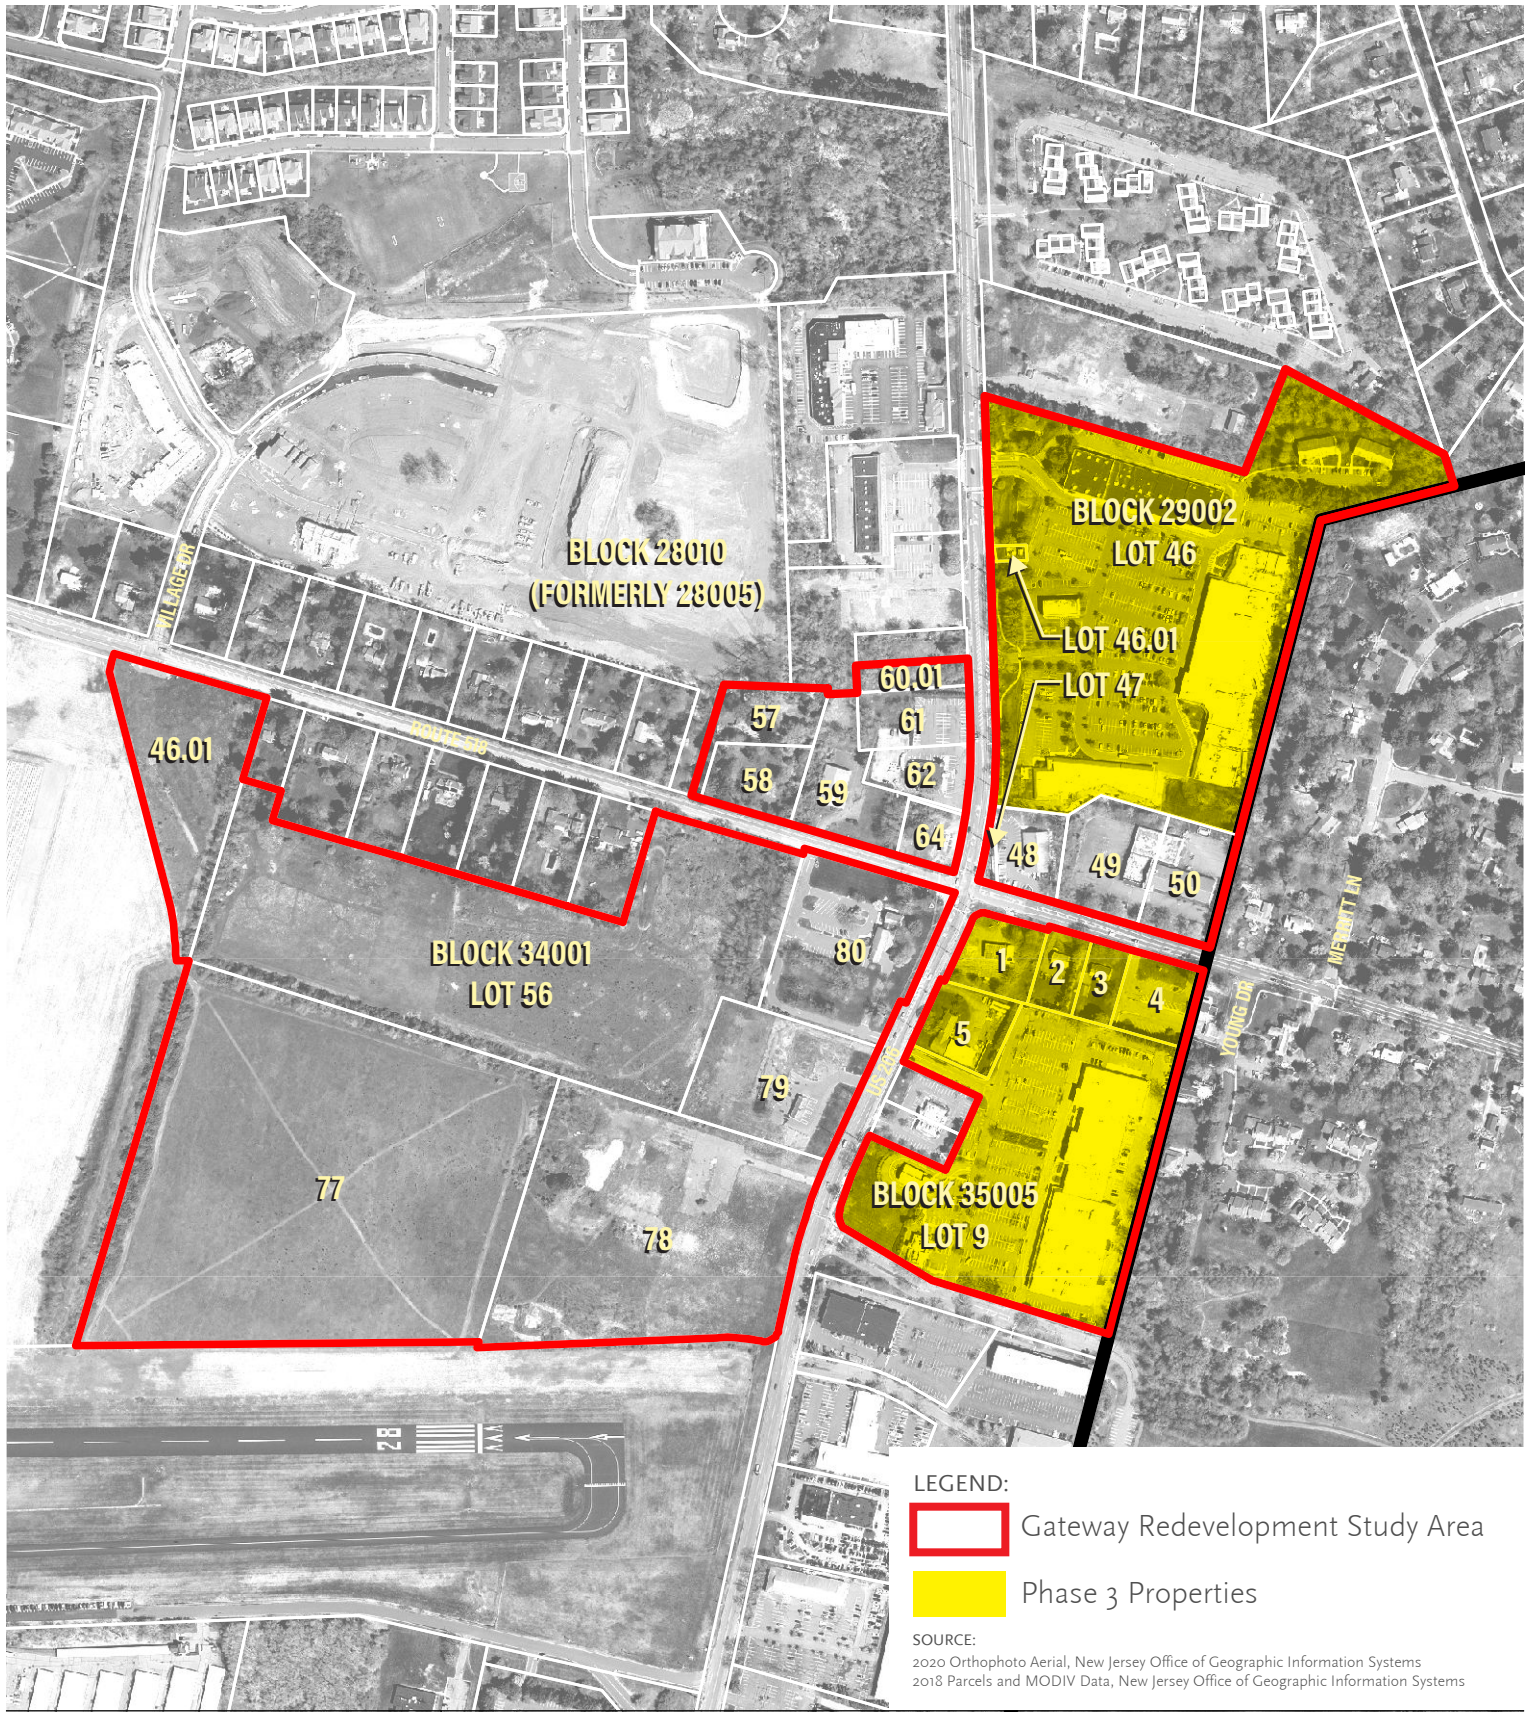 BLOCK 28010
(FORMERLY 28005)
VILLAGE DR
ROUTE 518
BLOCK 29002
LOT 46
LOT 46.01
LOT 47
60.01
57
61
58
59
62
64
46.01
48
49
50
MERRITT LN
BLOCK 34001
LOT 56
80
1
2
3
4
5
YOUNG DR
US 206
79
77
78
BLOCK 35005
LOT 9
28
LEGEND:
Gateway Redevelopment Study Area
Phase 3 Properties
SOURCE:
2020 Orthophoto Aerial, New Jersey Office of Geographic Information Systems
2018 Parcels and MODIV Data, New Jersey Office of Geographic Information Systems